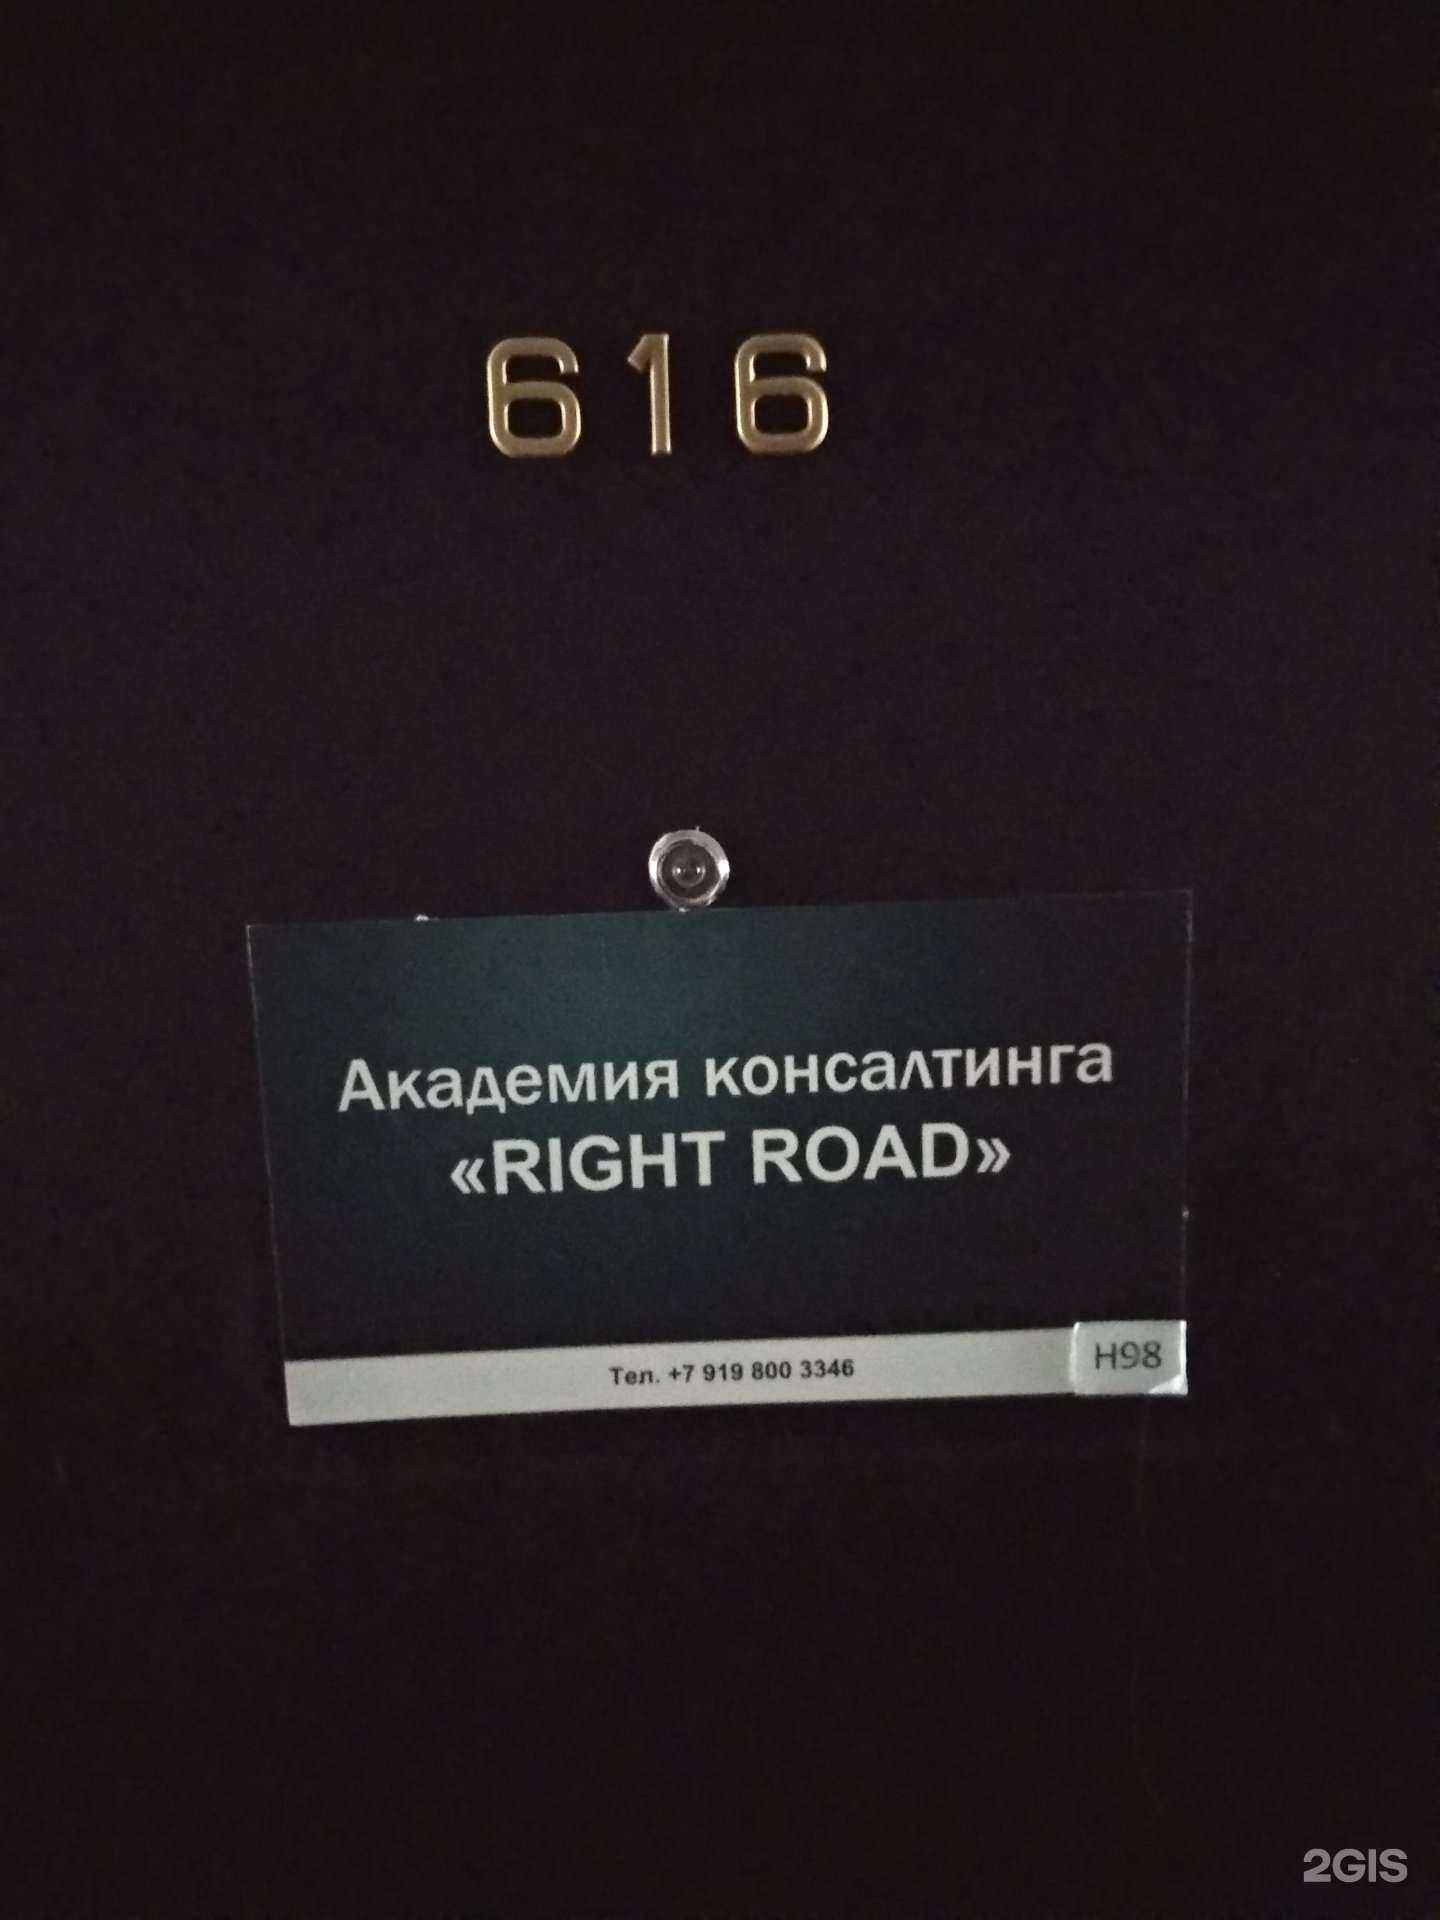 616
Академия консалтинга
«RIGHT ROAD»
Тел. +7 919 800 3346
Н98
2GIS